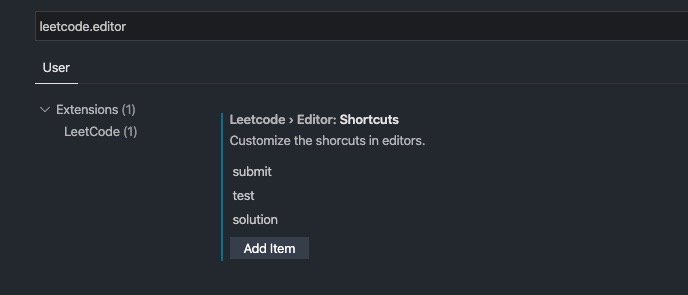 leetcode.editor
User
Extensions (1)
LeetCode (1)
Leetcode › Editor: Shortcuts
Customize the shorcuts in editors.
submit
test
solution
Add Item